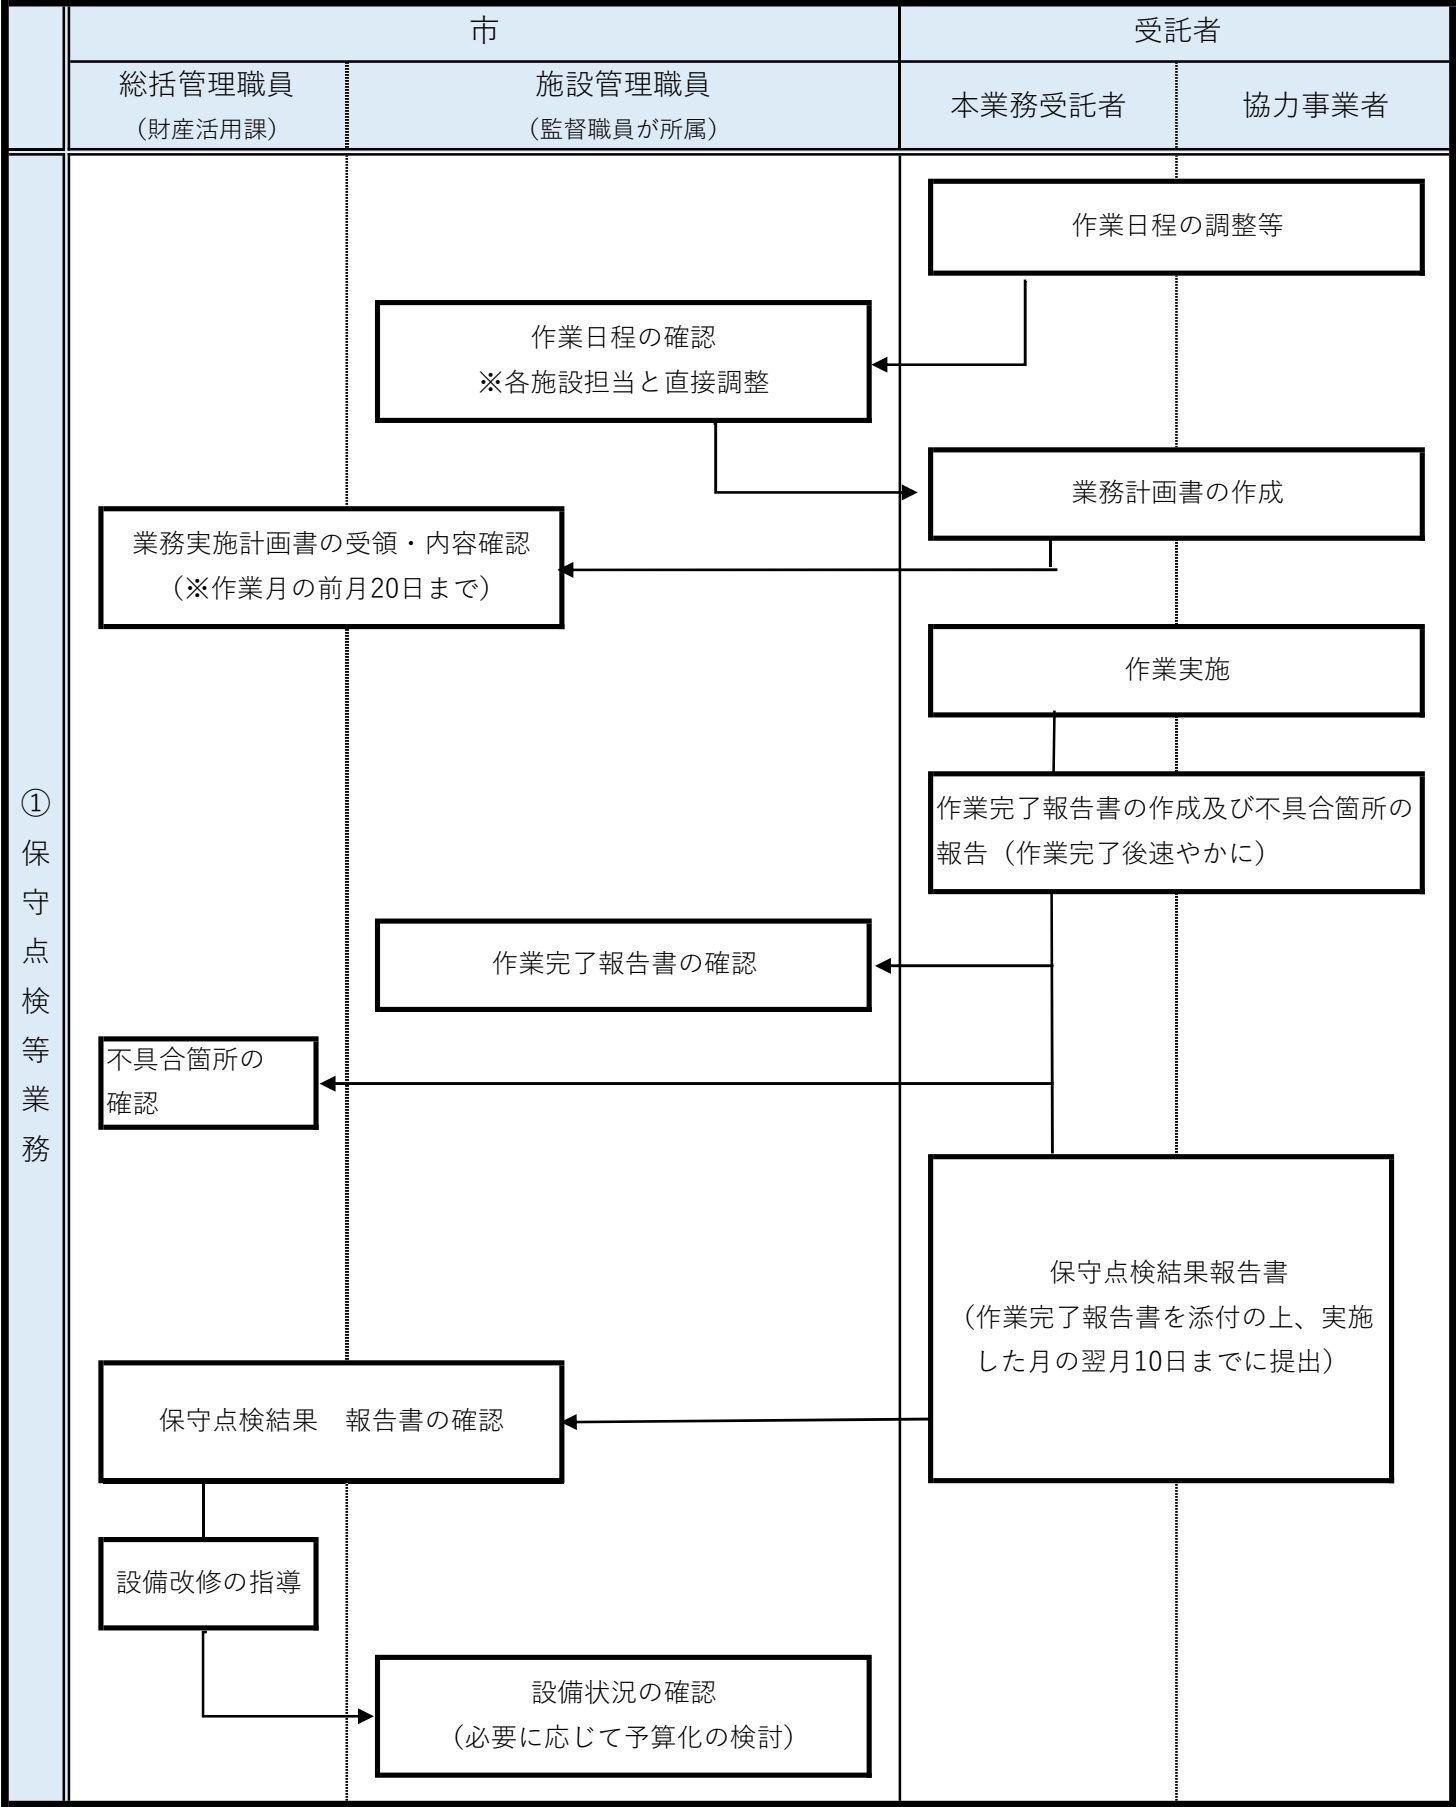 市
受託者
総括管理職員
（財産活用課）
施設管理職員
（監督職員が所属）
本業務受託者
協力事業者
①保守点検等業務
作業日程の調整等
作業日程の確認
※各施設担当と直接調整
業務計画書の作成
業務実施計画書の受領・内容確認
（※作業月の前月20日まで）
作業実施
作業完了報告書の作成及び不具合箇所の
報告（作業完了後速やかに）
作業完了報告書の確認
不具合箇所の
確認
保守点検結果報告書
（作業完了報告書を添付の上、実施
した月の翌月10日までに提出）
保守点検結果　報告書の確認
設備改修の指導
設備状況の確認
（必要に応じて予算化の検討）